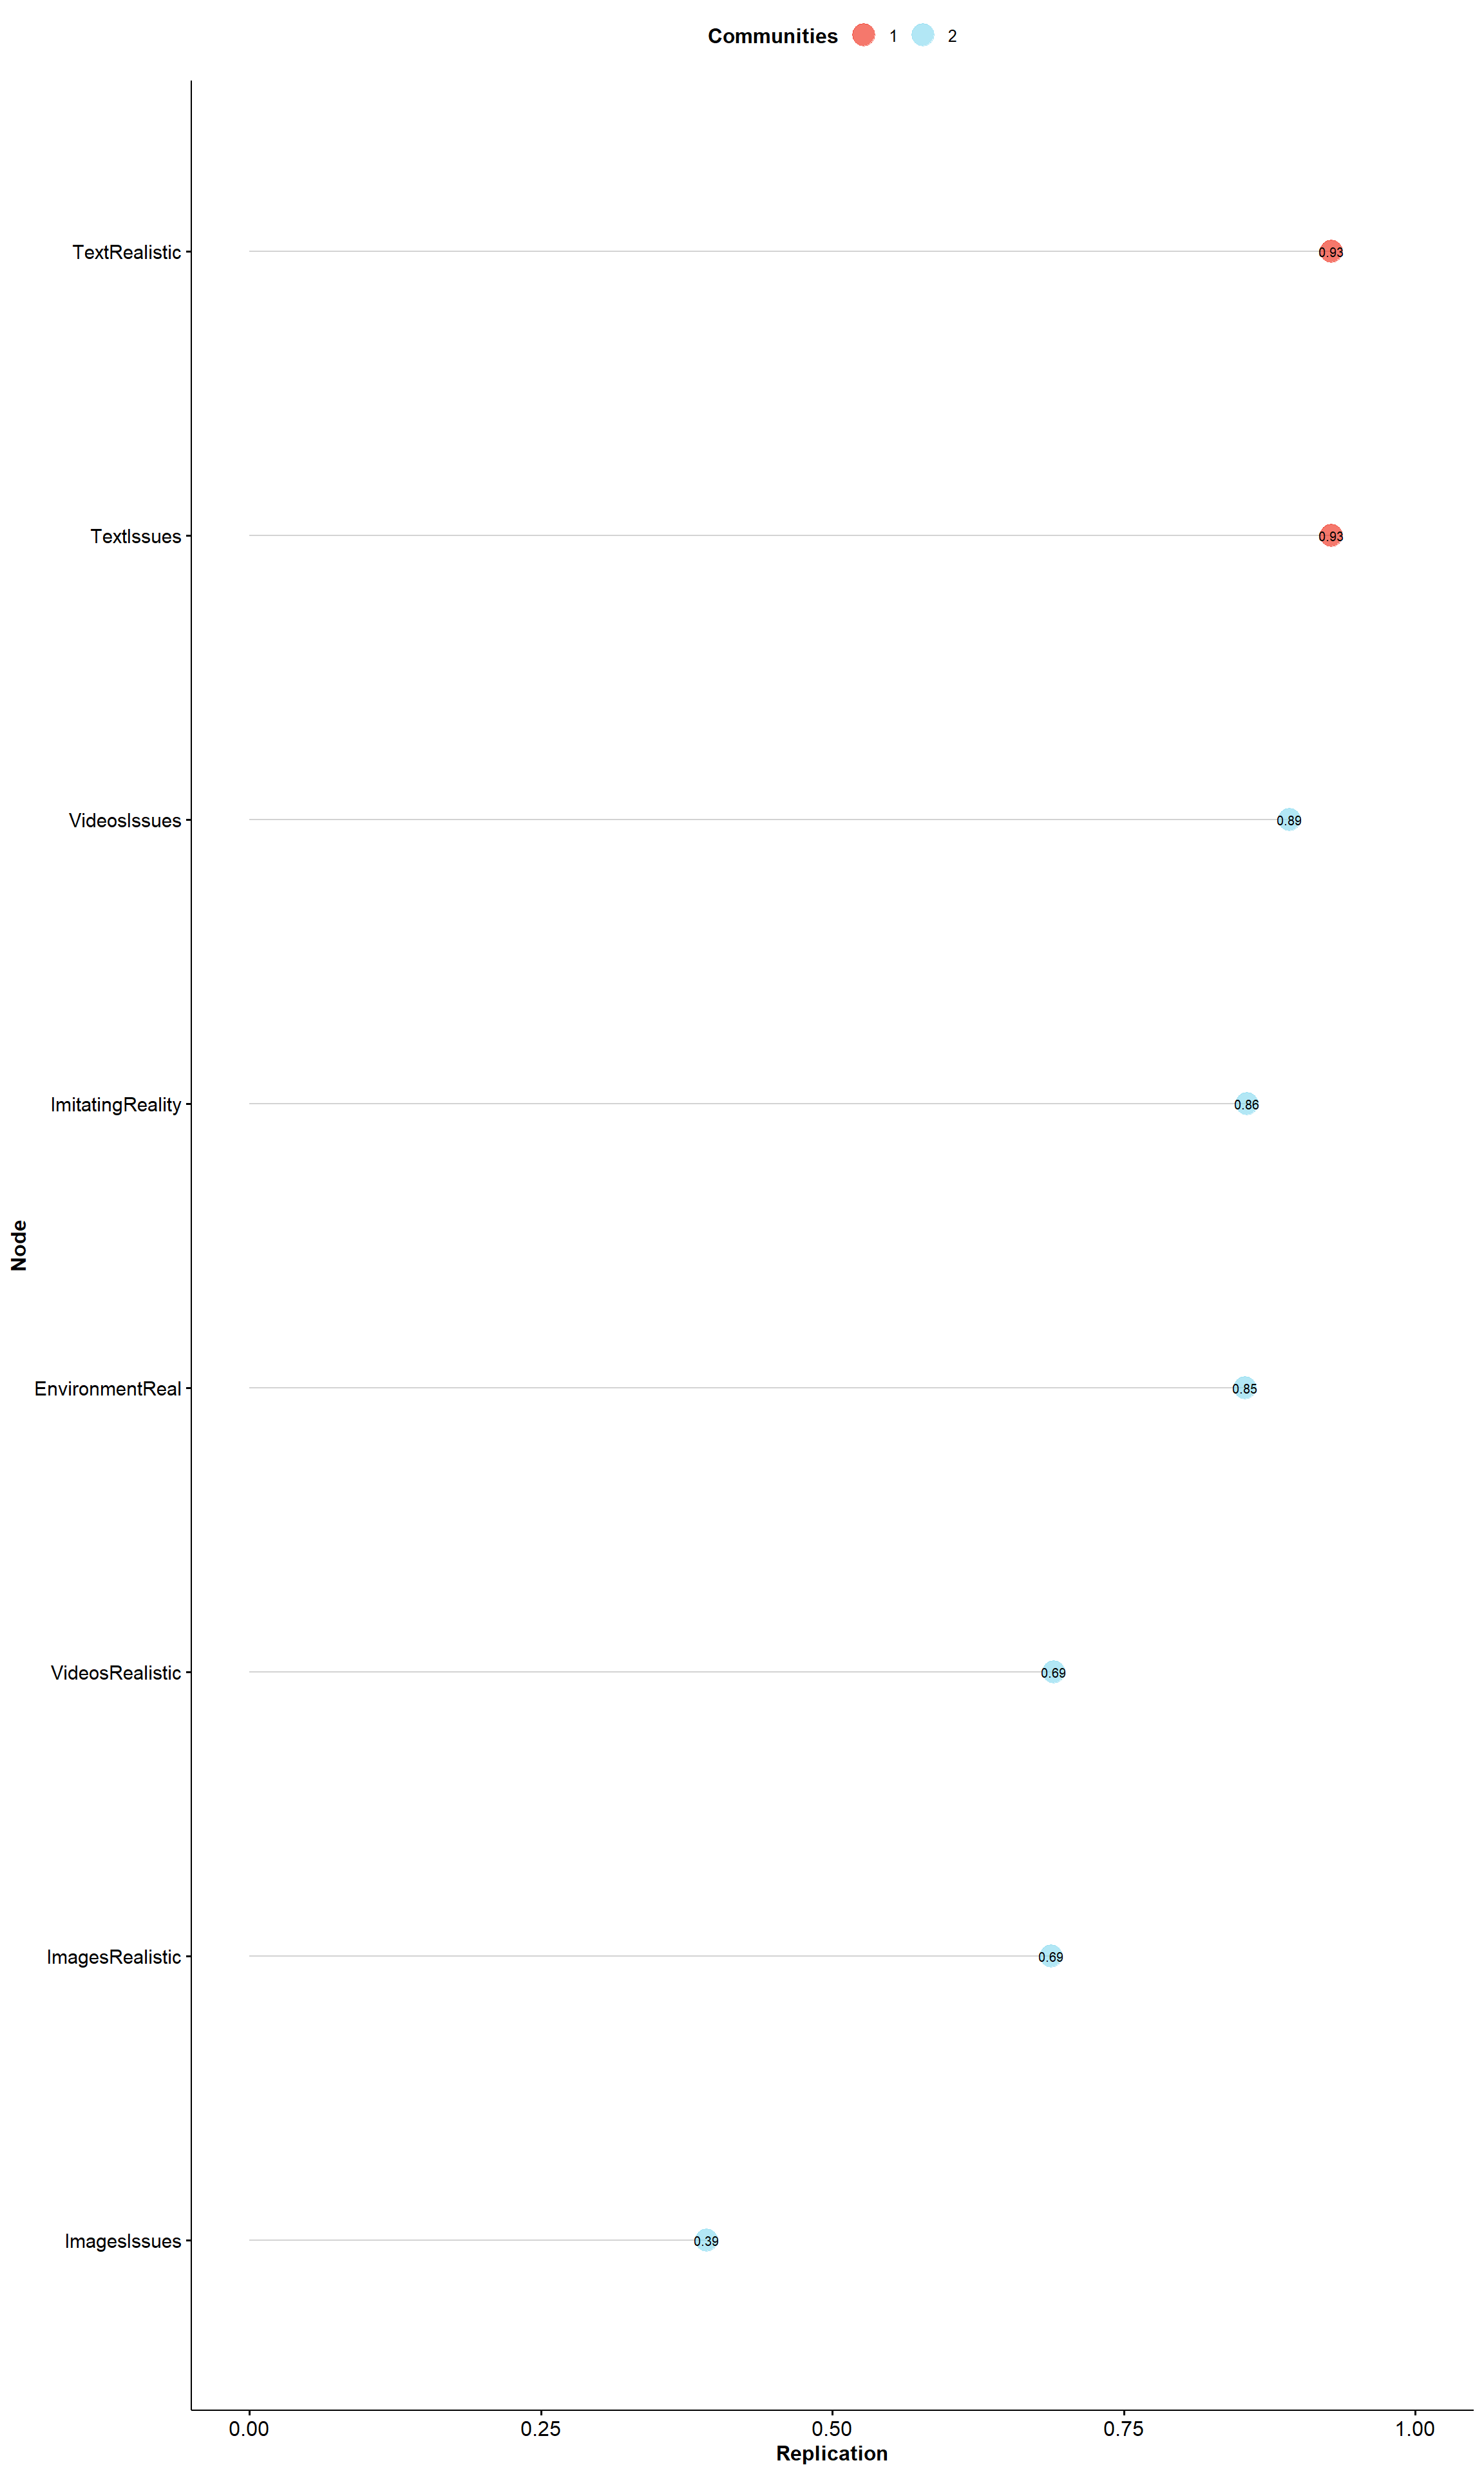 Communities 1 2
TextRealistic 0.93
TextIssues 0.93
VideosIssues 0.89
ImitatingReality 0.86
Node
EnvironmentReal 0.85
VideosRealistic 0.69
ImagesRealistic 0.69
ImagesIssues 0.39
0.00 0.25 0.50 0.75 1.00
Replication